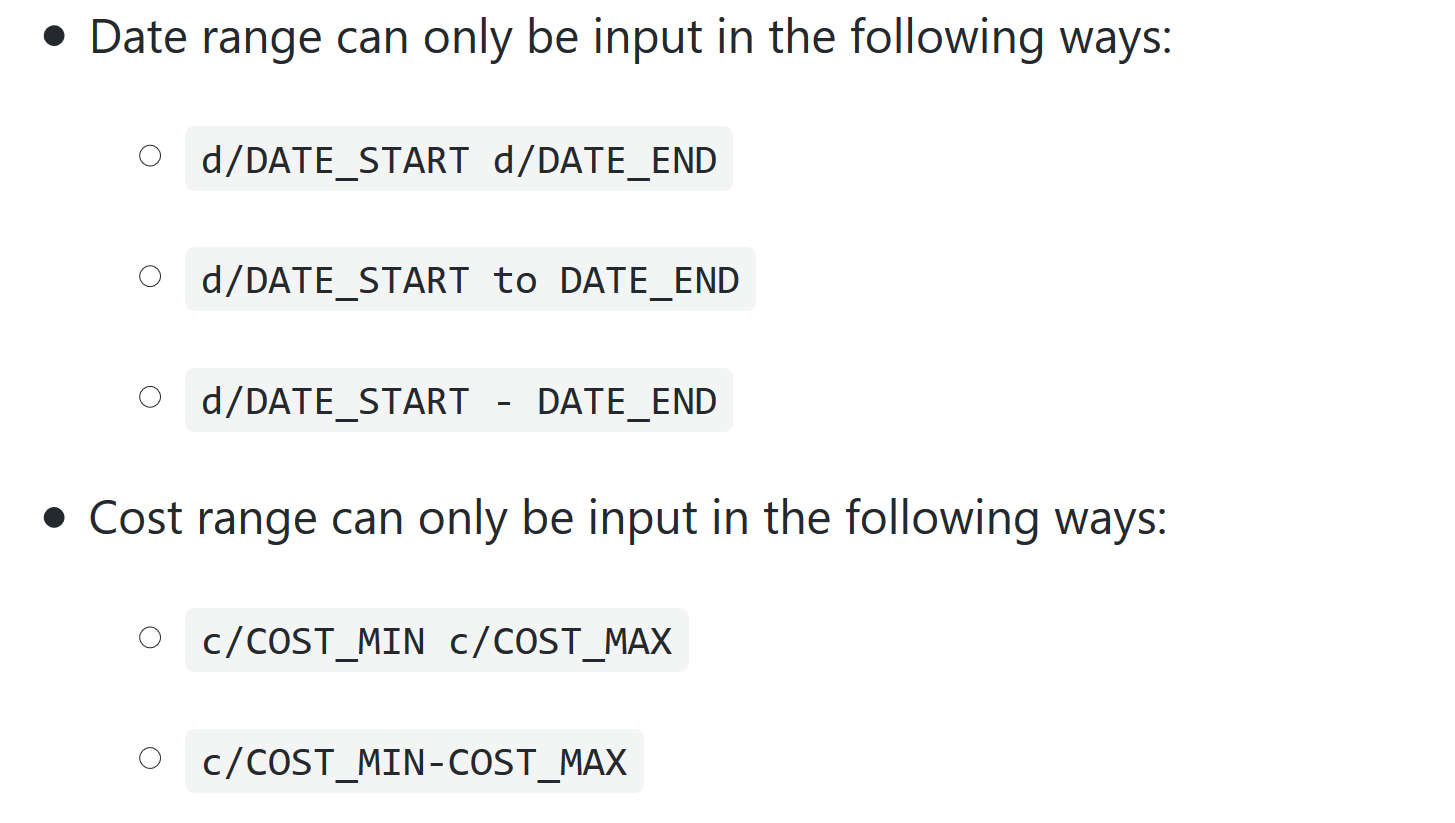 Date range can only be input in the following ways:
d/DATE_START d/DATE_END
d/DATE_START to DATE_END
d/DATE_START - DATE_END
Cost range can only be input in the following ways:
c/COST_MIN c/COST_MAX
c/COST_MIN-COST_MAX